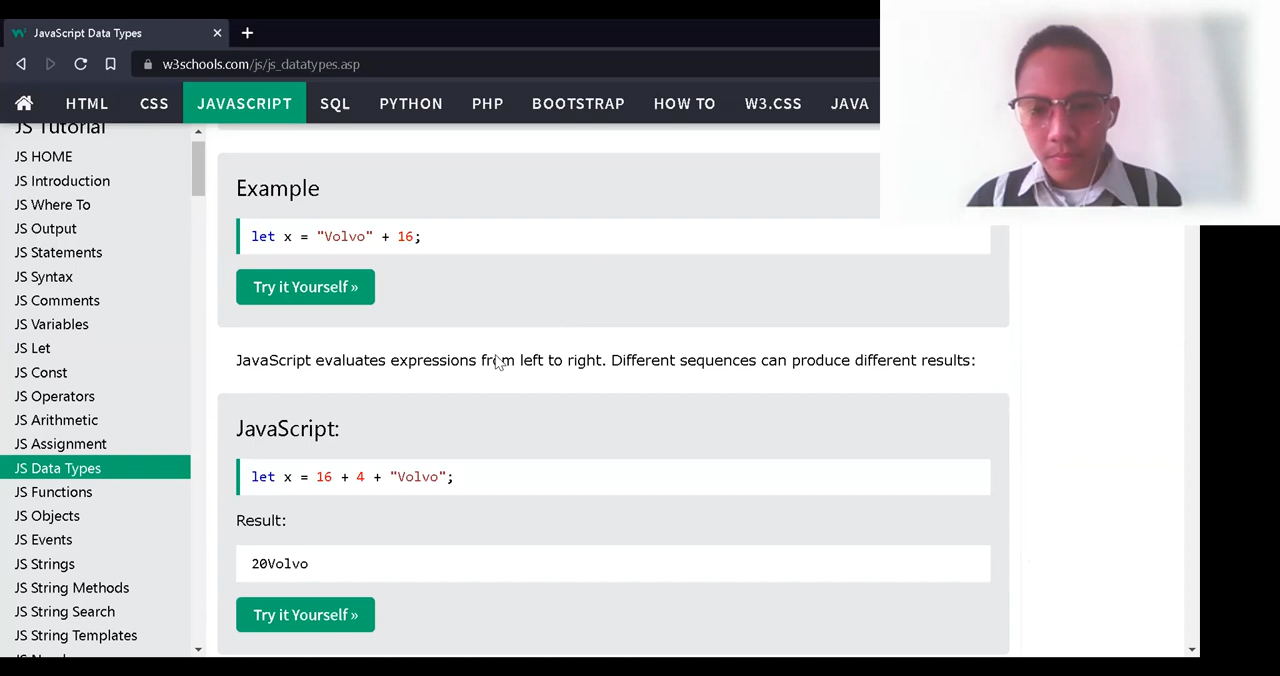 JavaScript Data Types
w3schools.com/js/js_datatypes.asp
HTML CSS JAVASCRIPT SQL PYTHON PHP BOOTSTRAP HOW TO W3.CSS JAVA
JS Tutorial
JS HOME
JS Introduction
JS Where To
JS Output
JS Statements
JS Syntax
JS Comments
JS Variables
JS Let
JS Const
JS Operators
JS Arithmetic
JS Assignment
JS Data Types
JS Functions
JS Objects
JS Events
JS Strings
JS String Methods
JS String Search
JS String Templates
Example
let x = "Volvo" + 16;
Try it Yourself »
JavaScript evaluates expressions from left to right. Different sequences can produce different results:
JavaScript:
let x = 16 + 4 + "Volvo";
Result:
20Volvo
Try it Yourself »